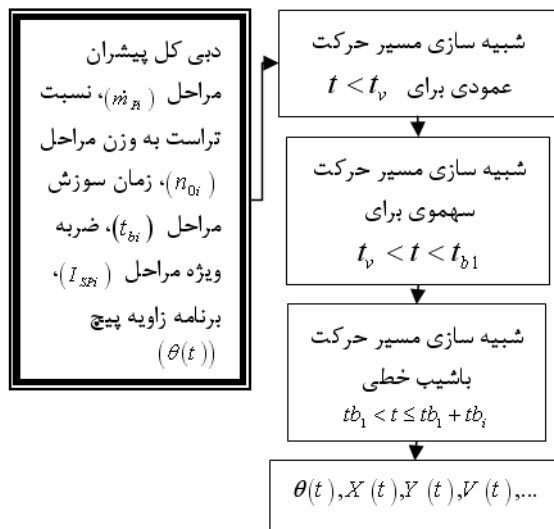 دبی کل پیشران
مراحل (ṁ_Pi)، نسبت
تراست به وزن مراحل
(n_0i)، زمان سوزش
مراحل (t_bi)، ضربه
ویژه مراحل (I_SPi)،
برنامه زاویه پیچ
(θ(t))
شبیه سازی مسیر حرکت
عمودی برای t < t_v
شبیه سازی مسیر حرکت
سهموی برای
t_v < t < t_b1
شبیه سازی مسیر حرکت
باشیب خطی
tb_1 < t ≤ tb_1 + tb_i
θ(t), X(t), Y(t), V(t), ...